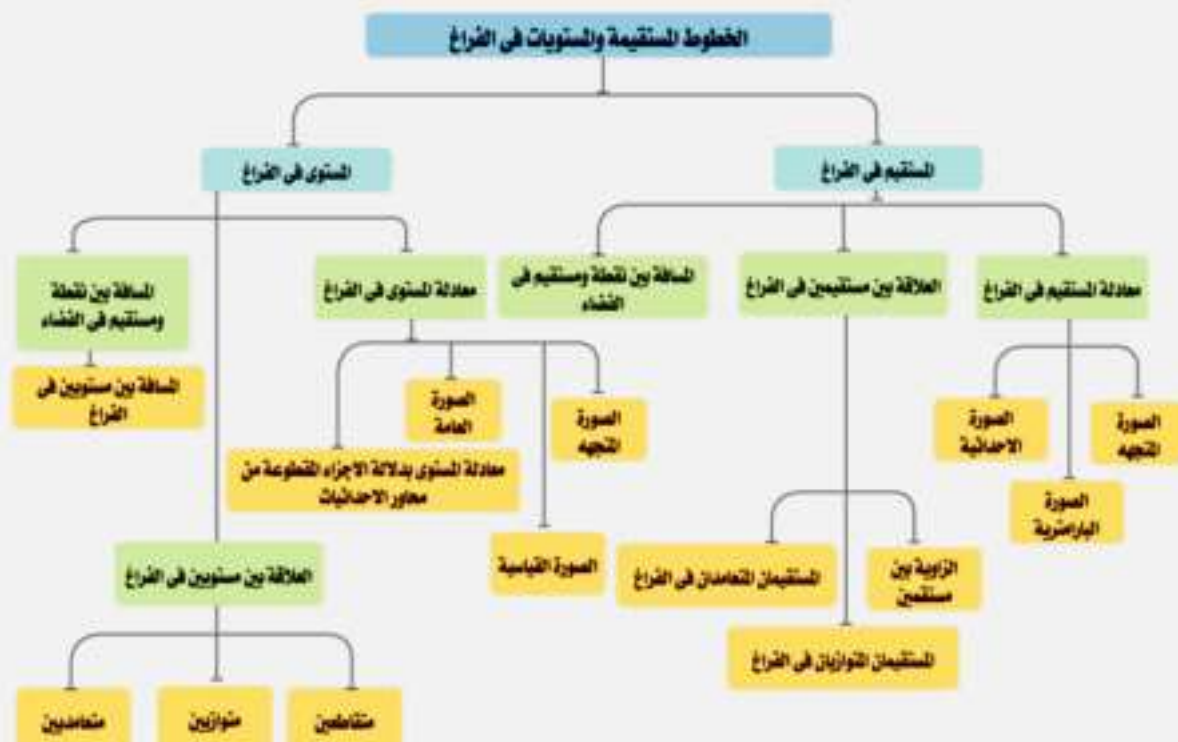 الخطوط المستقيمة والمستويات فى الفراغ
المستقيم فى الفراغ
المستوى فى الفراغ
معادلة المستقيم فى الفراغ
العلاقة بين مستقيمين فى الفراغ
المسافة بين نقطة ومستقيم فى
الفضاء
معادلة المستوى فى الفراغ
المسافة بين نقطة
ومستقيم فى الفضاء
الصورة
المتجهه
الصورة
الاحداثية
الصورة
البارامترية
الصورة
المتجهه
الصورة
العامة
المسافة بين مستويين فى
الفراغ
معادلة المستوى بدلالة الاجزاء المقطوعة من
محاور الاحداثيات
الصورة القياسية
الزاوية بين
مستقمين
المستقيمان المتعامدان فى الفراغ
المستقيمان المتوازيان فى الفراغ
العلاقة بين مستويين فى الفراغ
متقاطعين
متوازيين
متعامديين